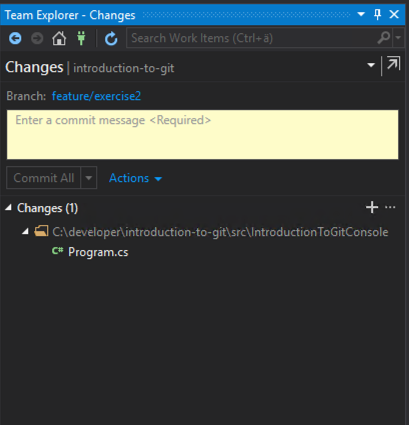 Team Explorer - Changes
Search Work Items (Ctrl+ä)
Changes | introduction-to-git
Branch: feature/exercise2
Enter a commit message <Required>
Commit All Actions
Changes (1)
C:\developer\introduction-to-git\src\IntroductionToGitConsole
C# Program.cs